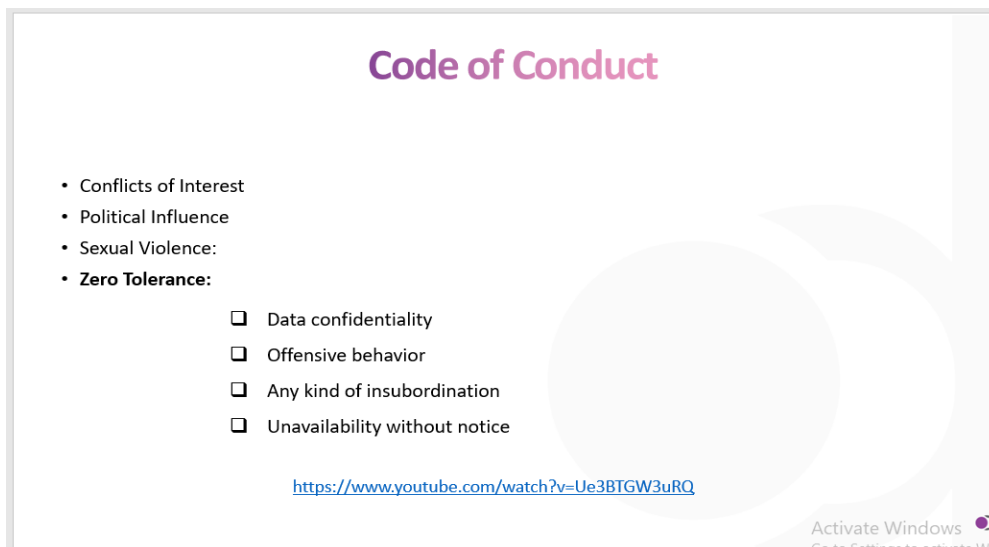 Code of Conduct
• Conflicts of Interest
• Political Influence
• Sexual Violence:
• Zero Tolerance:
❑ Data confidentiality
❑ Offensive behavior
❑ Any kind of insubordination
❑ Unavailability without notice
https://www.youtube.com/watch?v=Ue3BTGW3uRQ
Activate Windows